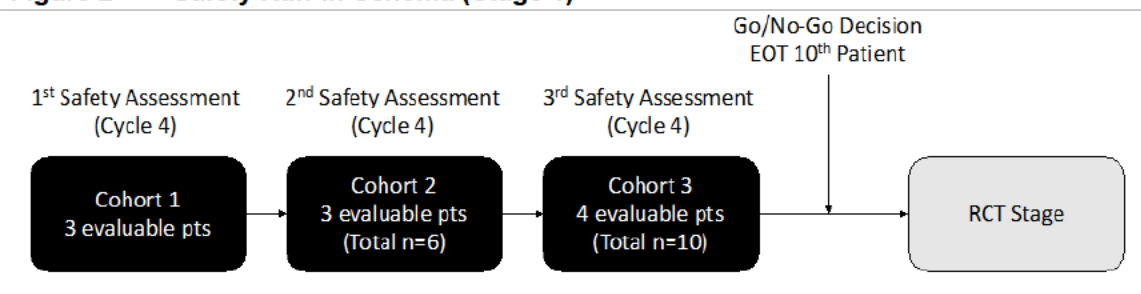 Go/No-Go Decision
EOT 10th Patient
1st Safety Assessment
(Cycle 4)
2nd Safety Assessment
(Cycle 4)
3rd Safety Assessment
(Cycle 4)
Cohort 1
3 evaluable pts
Cohort 2
3 evaluable pts
(Total n=6)
Cohort 3
4 evaluable pts
(Total n=10)
RCT Stage